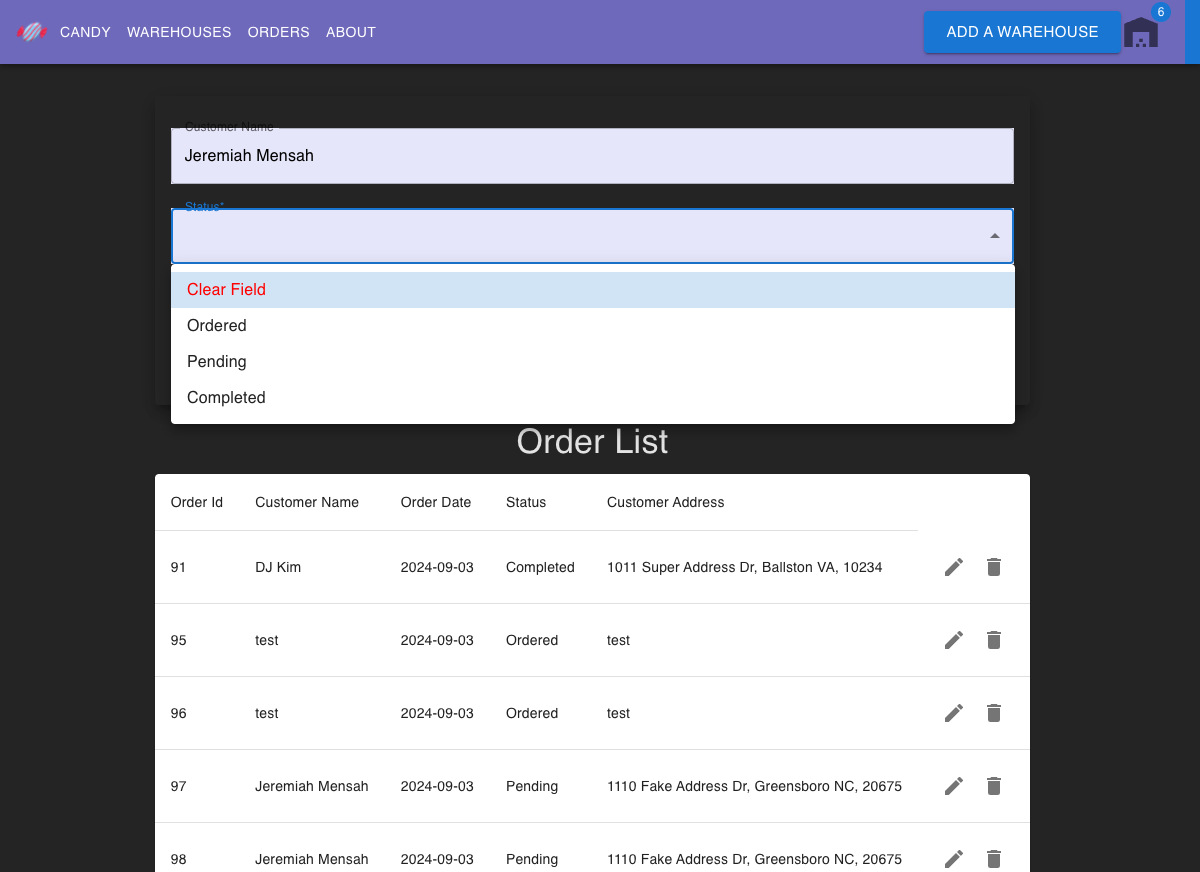 CANDY WAREHOUSES ORDERS ABOUT ADD A WAREHOUSE 6
Customer Name
Jeremiah Mensah
Status*
Clear Field
Ordered
Pending
Completed
Order List
Order Id Customer Name Order Date Status Customer Address
91 DJ Kim 2024-09-03 Completed 1011 Super Address Dr, Ballston VA, 10234
95 test 2024-09-03 Ordered test
96 test 2024-09-03 Ordered test
97 Jeremiah Mensah 2024-09-03 Pending 1110 Fake Address Dr, Greensboro NC, 20675
98 Jeremiah Mensah 2024-09-03 Pending 1110 Fake Address Dr, Greensboro NC, 20675